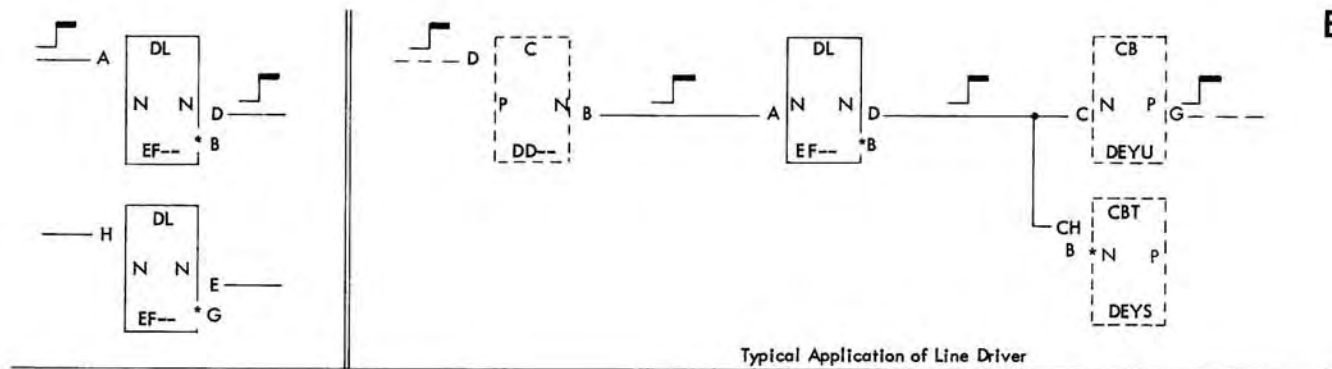 DL
A
N N
D
* B
EF--
DL
H
N N
E
* G
EF--
D
C
P N
B
DD--
DL
A N N D
*B
EF--
CB
C N P G
DEYU
CBT
CH
B * N P
DEYS
Typical Application of Line Driver